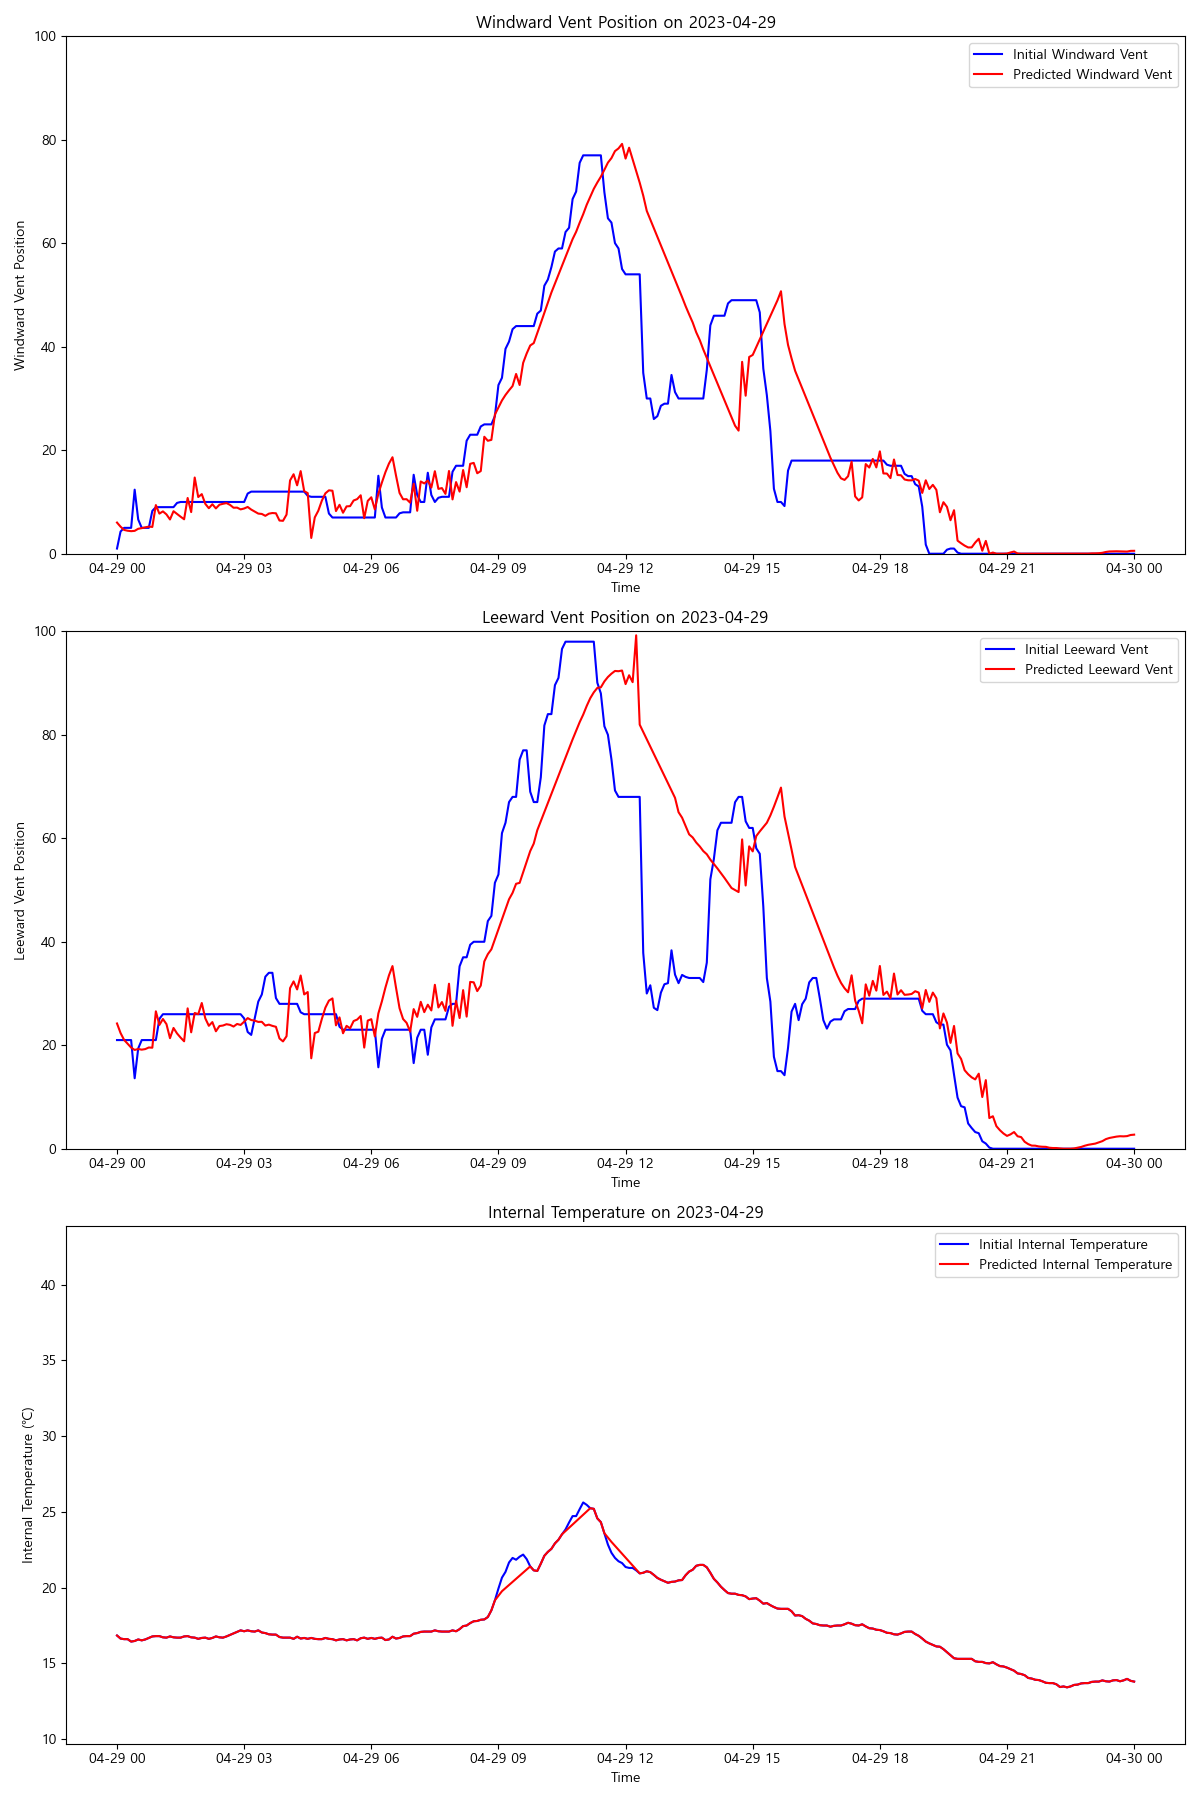 Windward Vent Position on 2023-04-29
Initial Windward Vent
Predicted Windward Vent
Windward Vent Position
100
80
60
40
20
0
04-29 00 04-29 03 04-29 06 04-29 09 04-29 12 04-29 15 04-29 18 04-29 21 04-30 00
Time
Leeward Vent Position on 2023-04-29
Initial Leeward Vent
Predicted Leeward Vent
Leeward Vent Position
100
80
60
40
20
0
04-29 00 04-29 03 04-29 06 04-29 09 04-29 12 04-29 15 04-29 18 04-29 21 04-30 00
Time
Internal Temperature on 2023-04-29
Initial Internal Temperature
Predicted Internal Temperature
Internal Temperature (℃)
40
35
30
25
20
15
10
04-29 00 04-29 03 04-29 06 04-29 09 04-29 12 04-29 15 04-29 18 04-29 21 04-30 00
Time